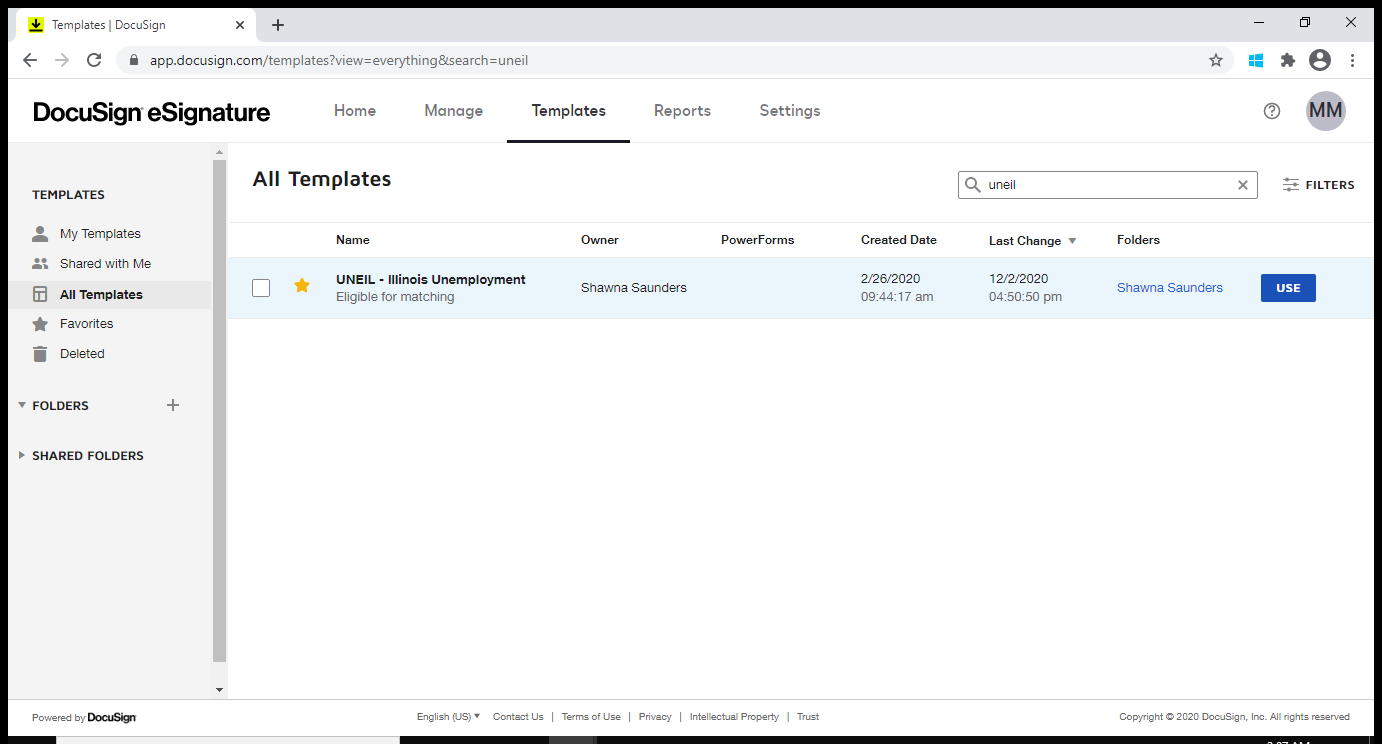 Templates | DocuSign
app.docusign.com/templates?view=everything&search=uneil
DocuSign eSignature
Home
Manage
Templates
Reports
Settings
MM
TEMPLATES
My Templates
Shared with Me
All Templates
Favorites
Deleted
FOLDERS
SHARED FOLDERS
All Templates
uneil
FILTERS
Name Owner PowerForms Created Date Last Change Folders
UNEIL - Illinois Unemployment
Eligible for matching
Shawna Saunders
2/26/2020
09:44:17 am
12/2/2020
04:50:50 pm
Shawna Saunders
USE
Powered by DocuSign
English (US) Contact Us | Terms of Use | Privacy | Intellectual Property | Trust
Copyright © 2020 DocuSign, Inc. All rights reserved